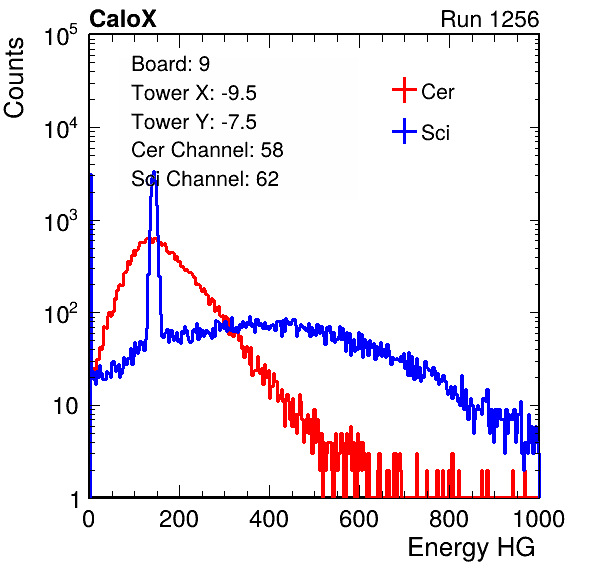 CaloX Run 1256
Counts
10^5
10^4
10^3
10^2
10
1
Board: 9
Tower X: -9.5
Tower Y: -7.5
Cer Channel: 58
Sci Channel: 62
Cer
Sci
0 200 400 600 800 1000
Energy HG